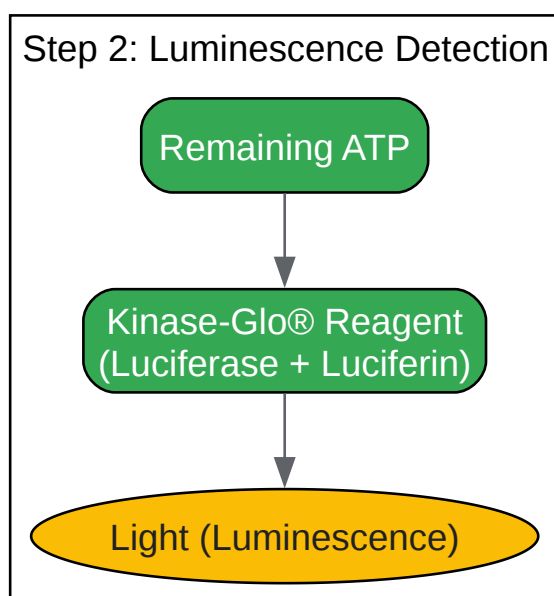 Step 2: Luminescence Detection
Remaining ATP
Kinase-Glo® Reagent
(Luciferase + Luciferin)
Light (Luminescence)